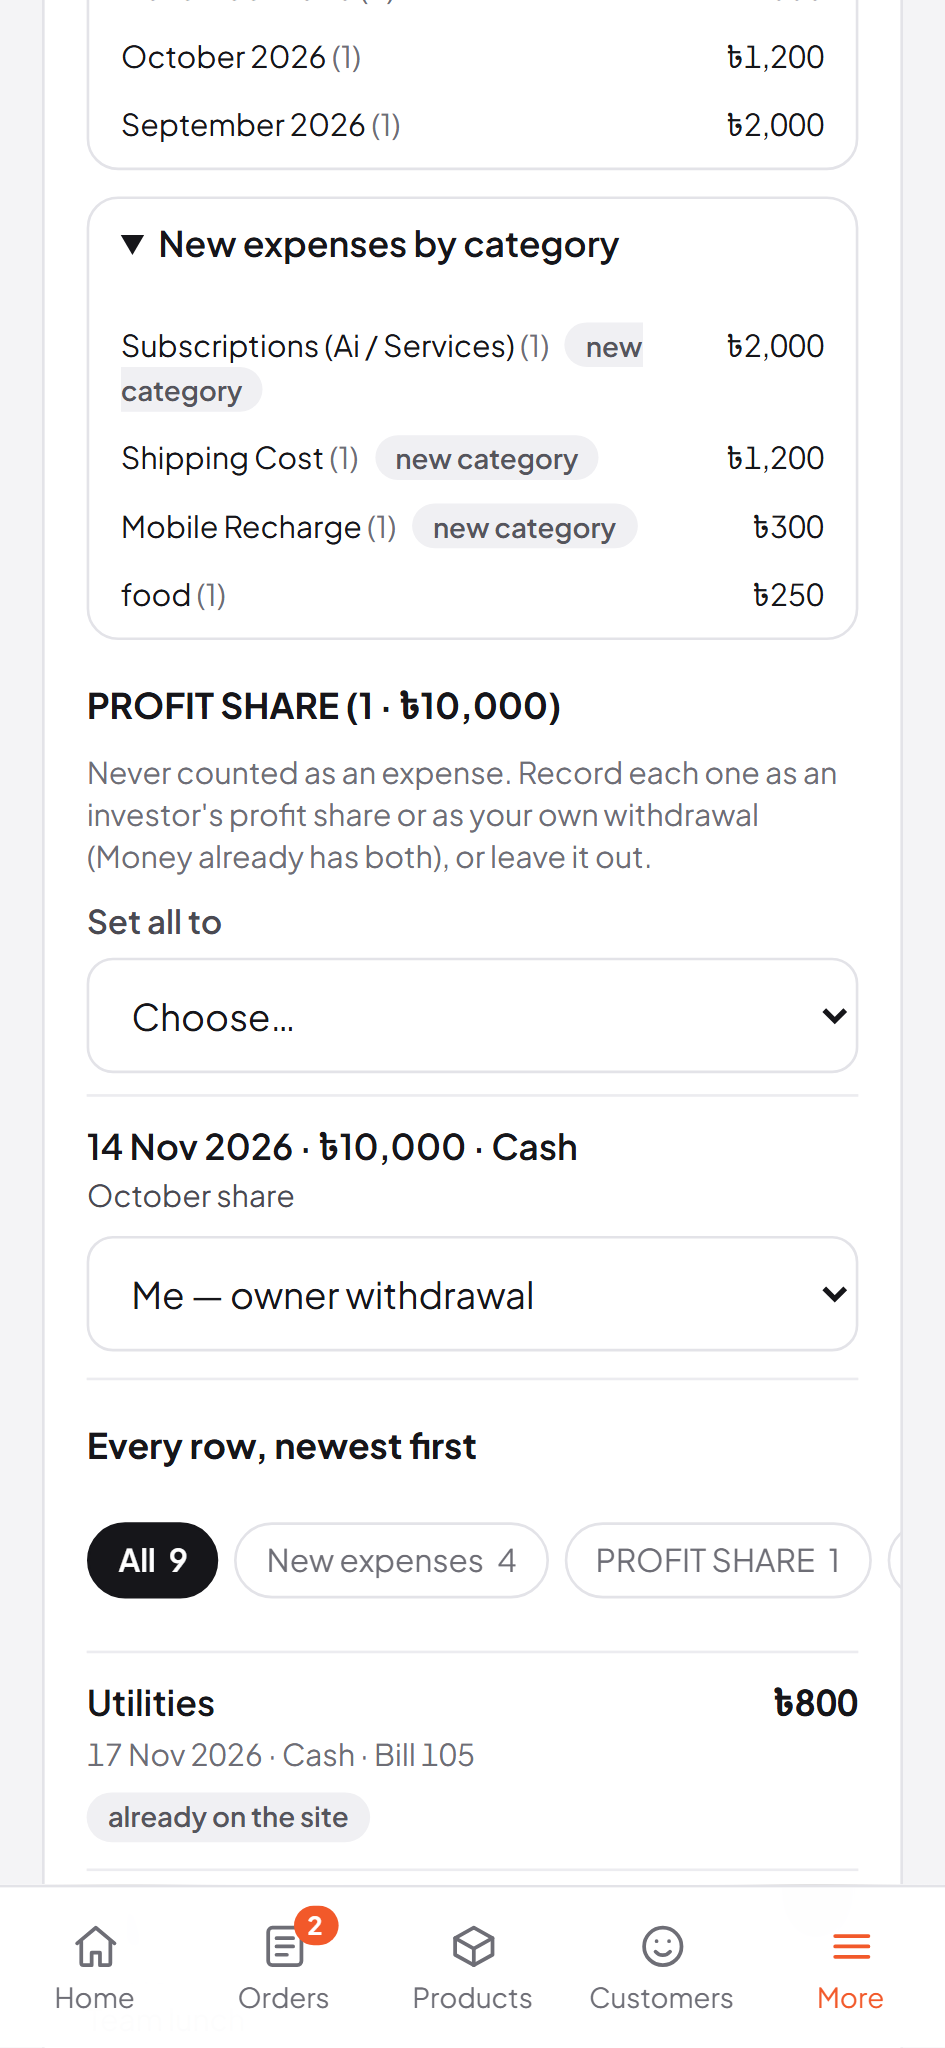 October 2026 (1) ৳1,200
September 2026 (1) ৳2,000
▼ New expenses by category
Subscriptions (Ai / Services) (1) new ৳2,000
category
Shipping Cost (1) new category ৳1,200
Mobile Recharge (1) new category ৳300
food (1) ৳250
PROFIT SHARE (1 · ৳10,000)
Never counted as an expense. Record each one as an
investor's profit share or as your own withdrawal
(Money already has both), or leave it out.
Set all to
Choose...
14 Nov 2026 · ৳10,000 · Cash
October share
Me — owner withdrawal
Every row, newest first
All 9 New expenses 4 PROFIT SHARE 1
Utilities ৳800
17 Nov 2026 · Cash · Bill 105
already on the site
2
Home Orders Products Customers More